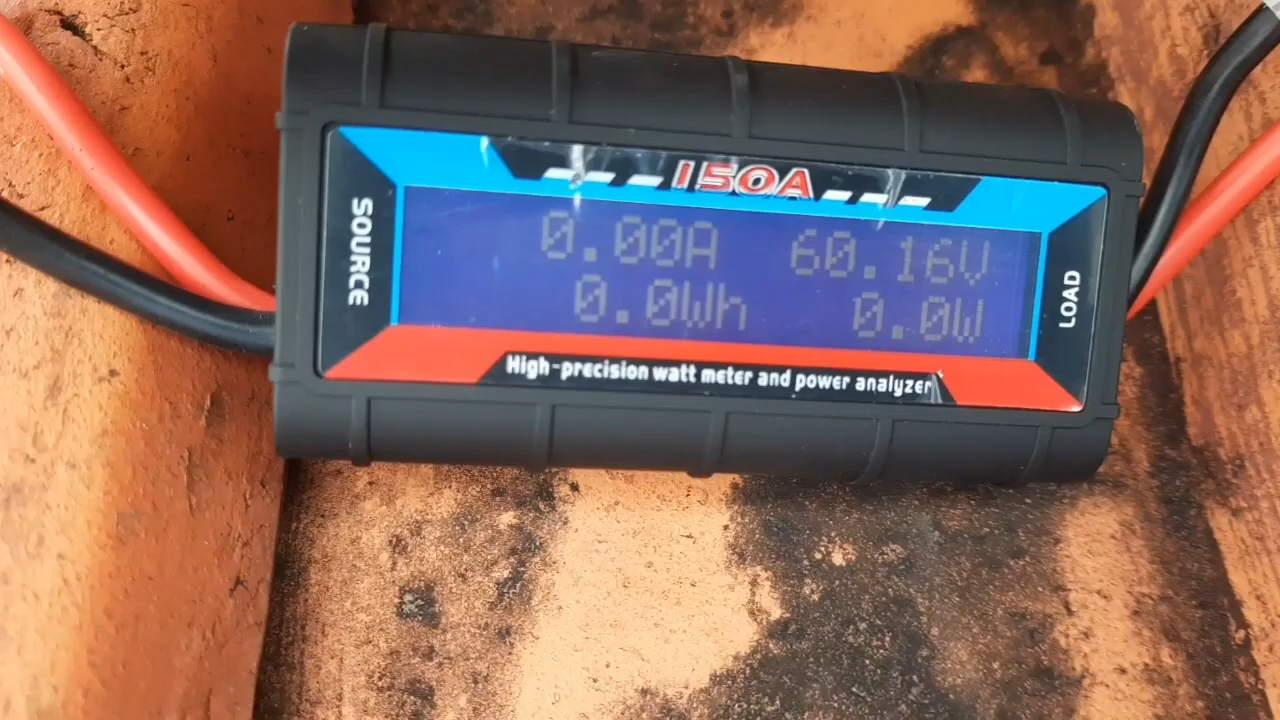 150A
SOURCE
0.00A 60.16V
0.0Wh 0.0W
LOAD
High-precision watt meter and power analyzer